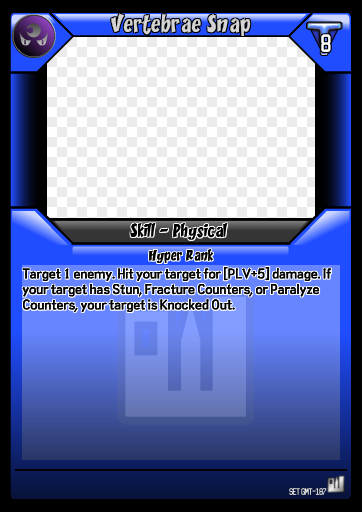 Vertebrae Snap
8
Skill - Physical
Hyper Rank
Target 1 enemy. Hit your target for [PLV+5] damage. If
your target has Stun, Fracture Counters, or Paralyze
Counters, your target is Knocked Out.
SET GMT-187